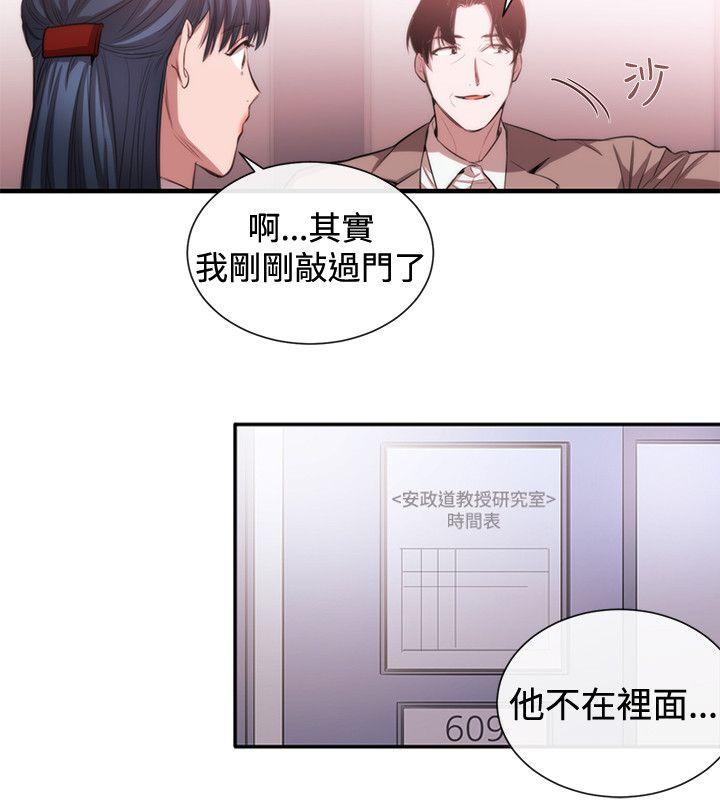 沙
啊...其實
我剛剛敲過門了
<安政道教授研究室>
時間表
他不在裡面...
609